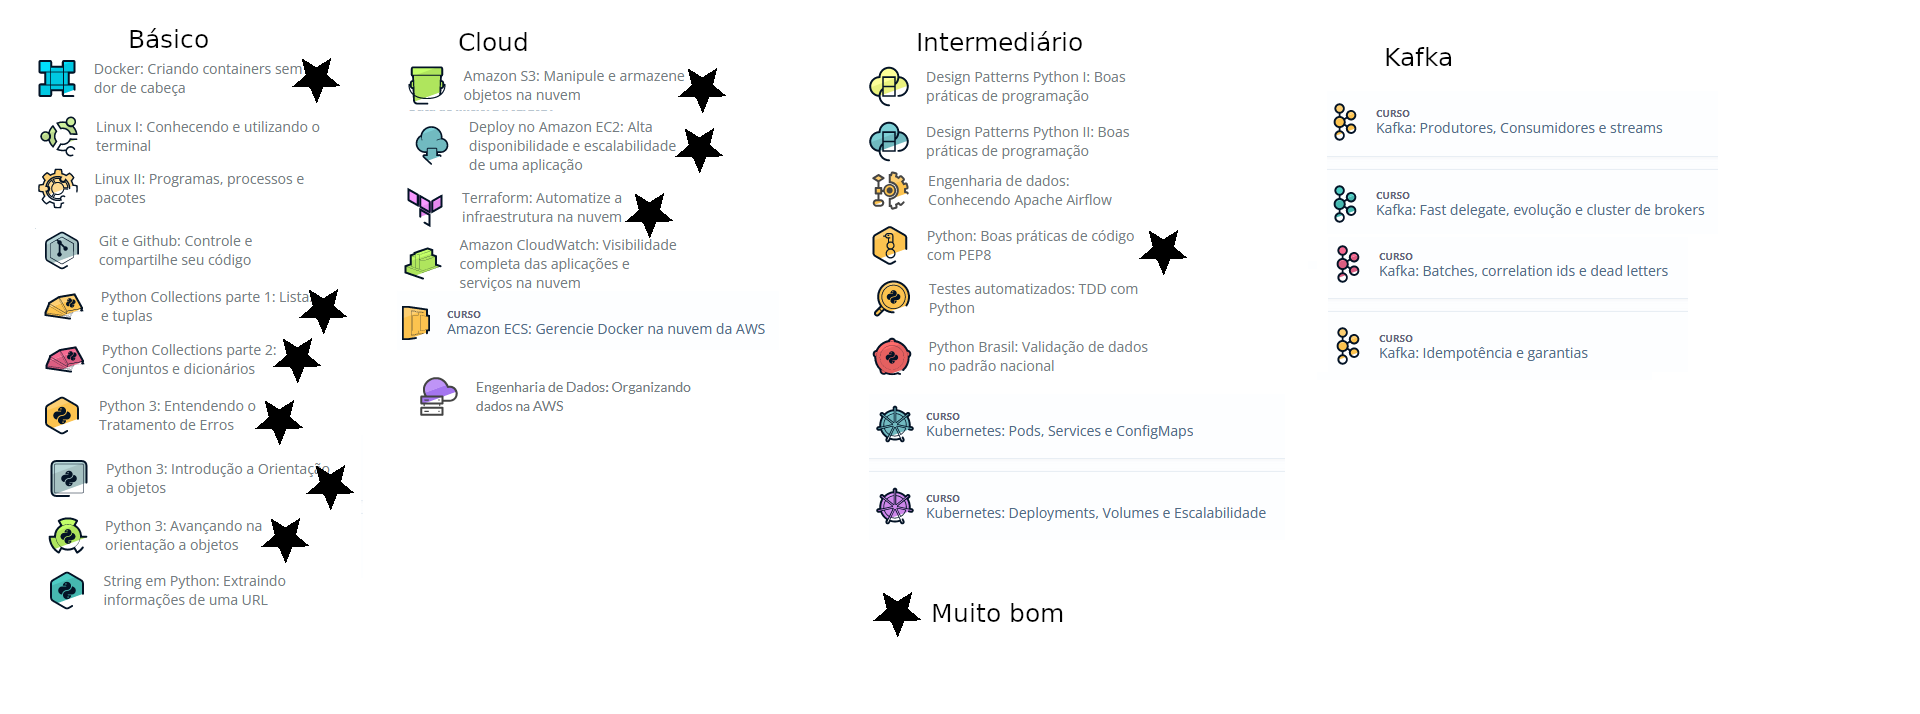 Básico
Docker: Criando containers sem
dor de cabeça
Linux I: Conhecendo e utilizando o
terminal
Linux II: Programas, processos e
pacotes
Git e Github: Controle e
compartilhe seu código
Python Collections parte 1: Lista
e tuplas
Python Collections parte 2:
Conjuntos e dicionários
Python 3: Entendendo o
Tratamento de Erros
Python 3: Introdução a Orientação
a objetos
Python 3: Avançando na
orientação a objetos
String em Python: Extraindo
informações de uma URL
Cloud
Amazon S3: Manipule e armazene
objetos na nuvem
Deploy no Amazon EC2: Alta
disponibilidade e escalabilidade
de uma aplicação
Terraform: Automatize a
infraestrutura na nuvem
Amazon CloudWatch: Visibilidade
completa das aplicações e
serviços na nuvem
CURSO
Amazon ECS: Gerencie Docker na nuvem da AWS
Engenharia de Dados: Organizando
dados na AWS
Intermediário
Design Patterns Python I: Boas
práticas de programação
Design Patterns Python II: Boas
práticas de programação
Engenharia de dados:
Conhecendo Apache Airflow
Python: Boas práticas de código
com PEP8
Testes automatizados: TDD com
Python
Python Brasil: Validação de dados
no padrão nacional
CURSO
Kubernetes: Pods, Services e ConfigMaps
CURSO
Kubernetes: Deployments, Volumes e Escalabilidade
Muito bom
Kafka
CURSO
Kafka: Produtores, Consumidores e streams
CURSO
Kafka: Fast delegate, evolução e cluster de brokers
CURSO
Kafka: Batches, correlation ids e dead letters
CURSO
Kafka: Idempotência e garantias